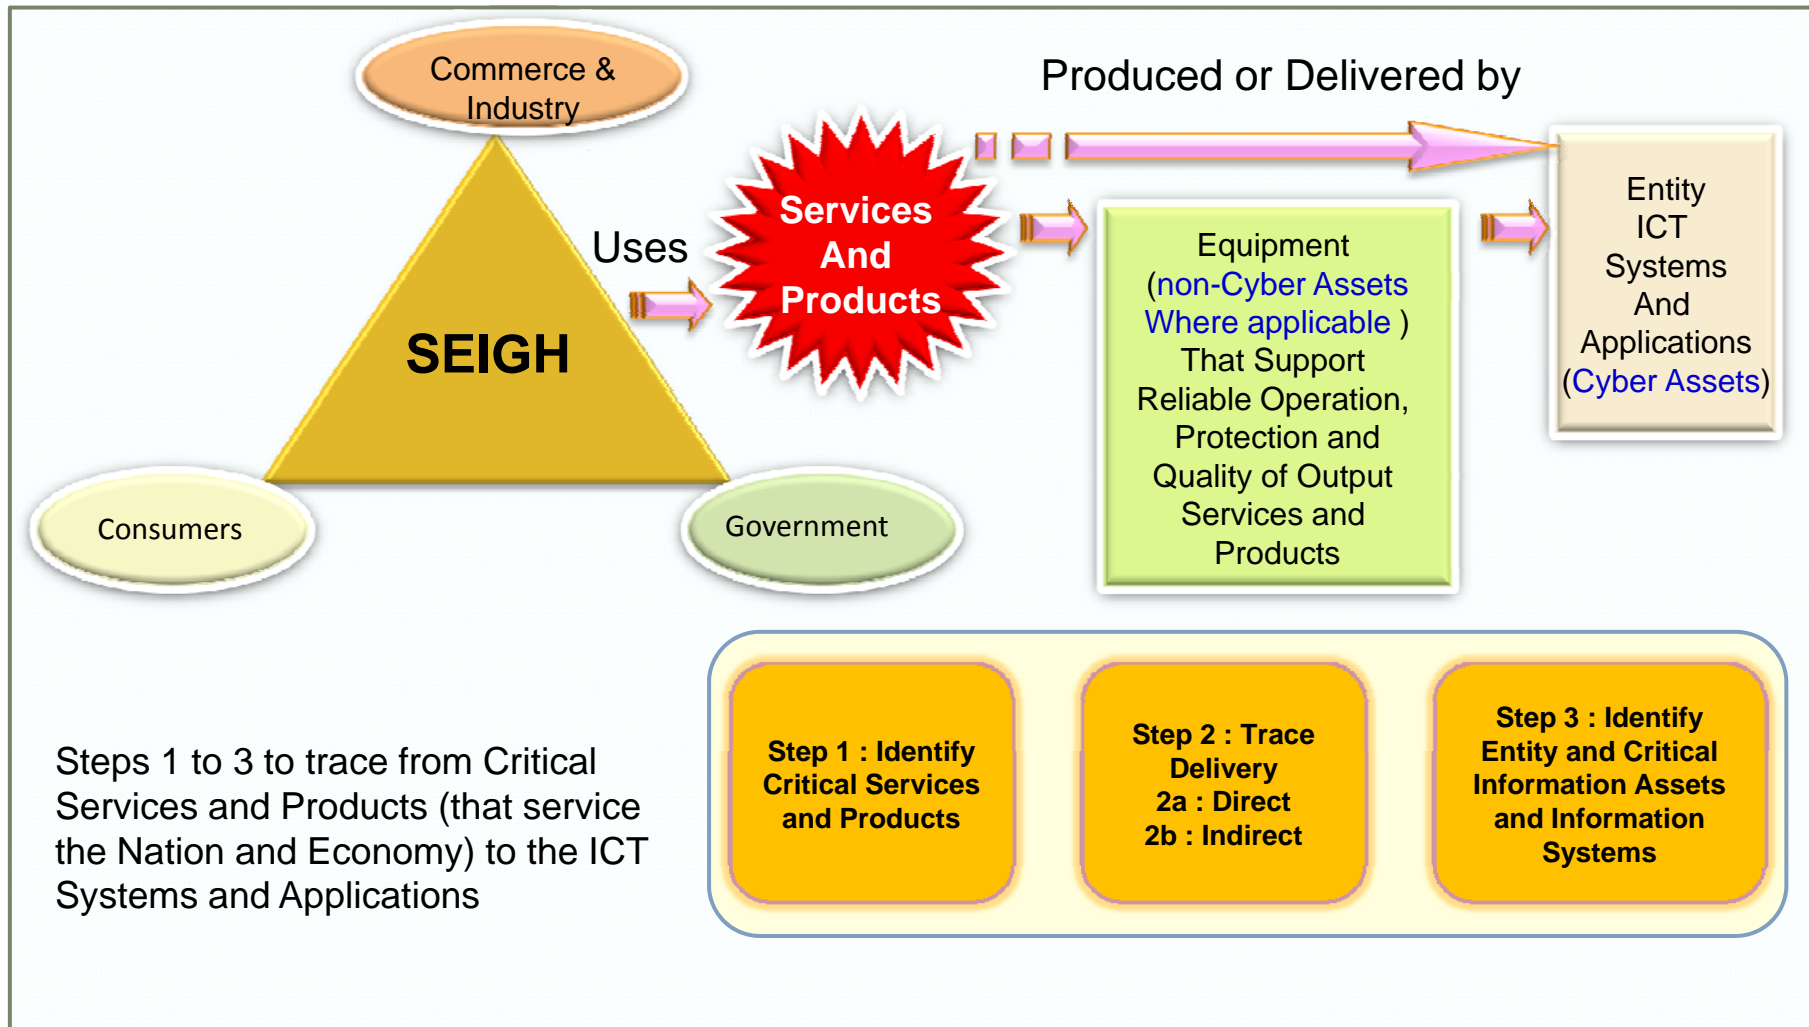 Commerce &
Industry
SEIGH
Consumers
Government
Uses
Services
And
Products
Produced or Delivered by
Equipment
(non-Cyber Assets
Where applicable )
That Support
Reliable Operation,
Protection and
Quality of Output
Services and
Products
Entity
ICT
Systems
And
Applications
(Cyber Assets)
Steps 1 to 3 to trace from Critical
Services and Products (that service
the Nation and Economy) to the ICT
Systems and Applications
Step 1 : Identify
Critical Services
and Products
Step 2 : Trace
Delivery
2a : Direct
2b : Indirect
Step 3 : Identify
Entity and Critical
Information Assets
and Information
Systems